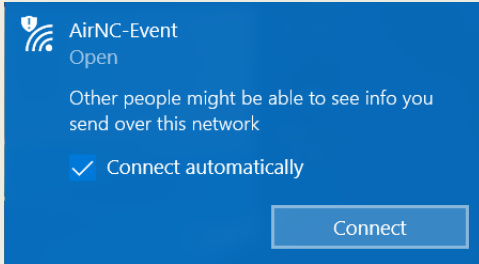 AirNC-Event
Open
Other people might be able to see info you
send over this network
Connect automatically
Connect